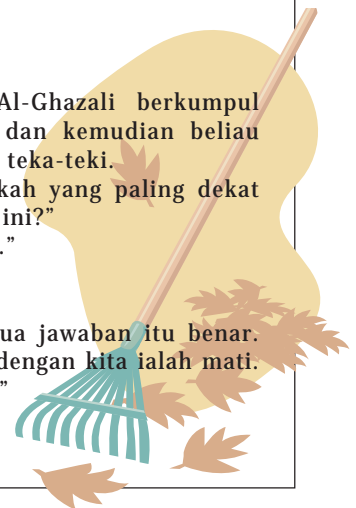 Al-Ghazali berkumpul
dan kemudian beliau
teka-teki.
kah yang paling dekat
ini?”
.”
ua jawaban itu benar.
dengan kita ialah mati.
”